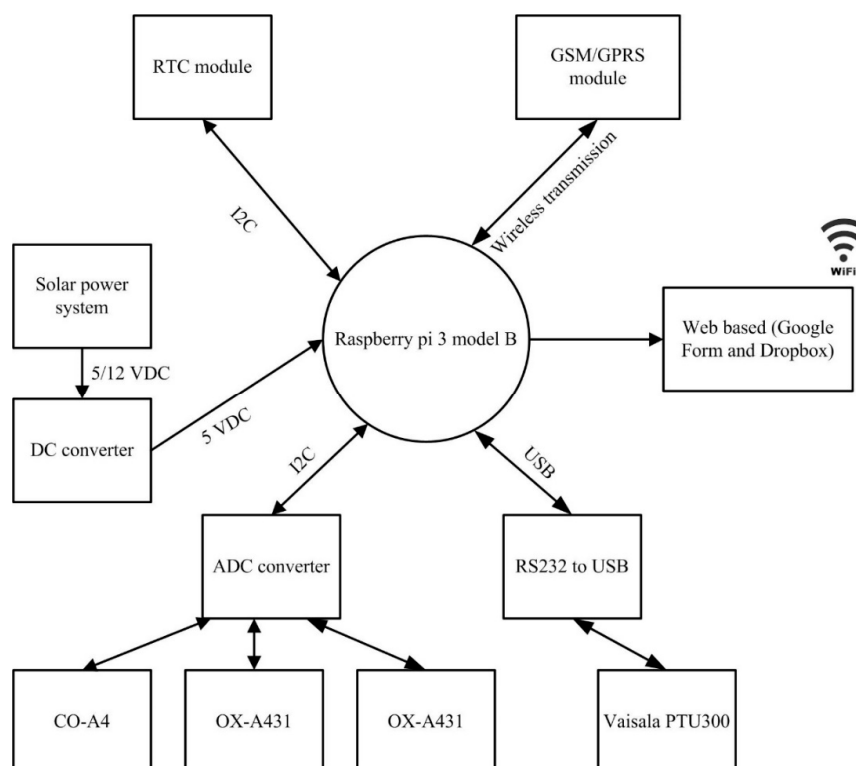 RTC module
GSM/GPRS
module
I2C
Wireless transmission
WiFi
Solar power
system
Raspberry pi 3 model B
Web based (Google
Form and Dropbox)
5/12 VDC
DC converter
5 VDC
I2C
USB
ADC converter
RS232 to USB
CO-A4
OX-A431
OX-A431
Vaisala PTU300